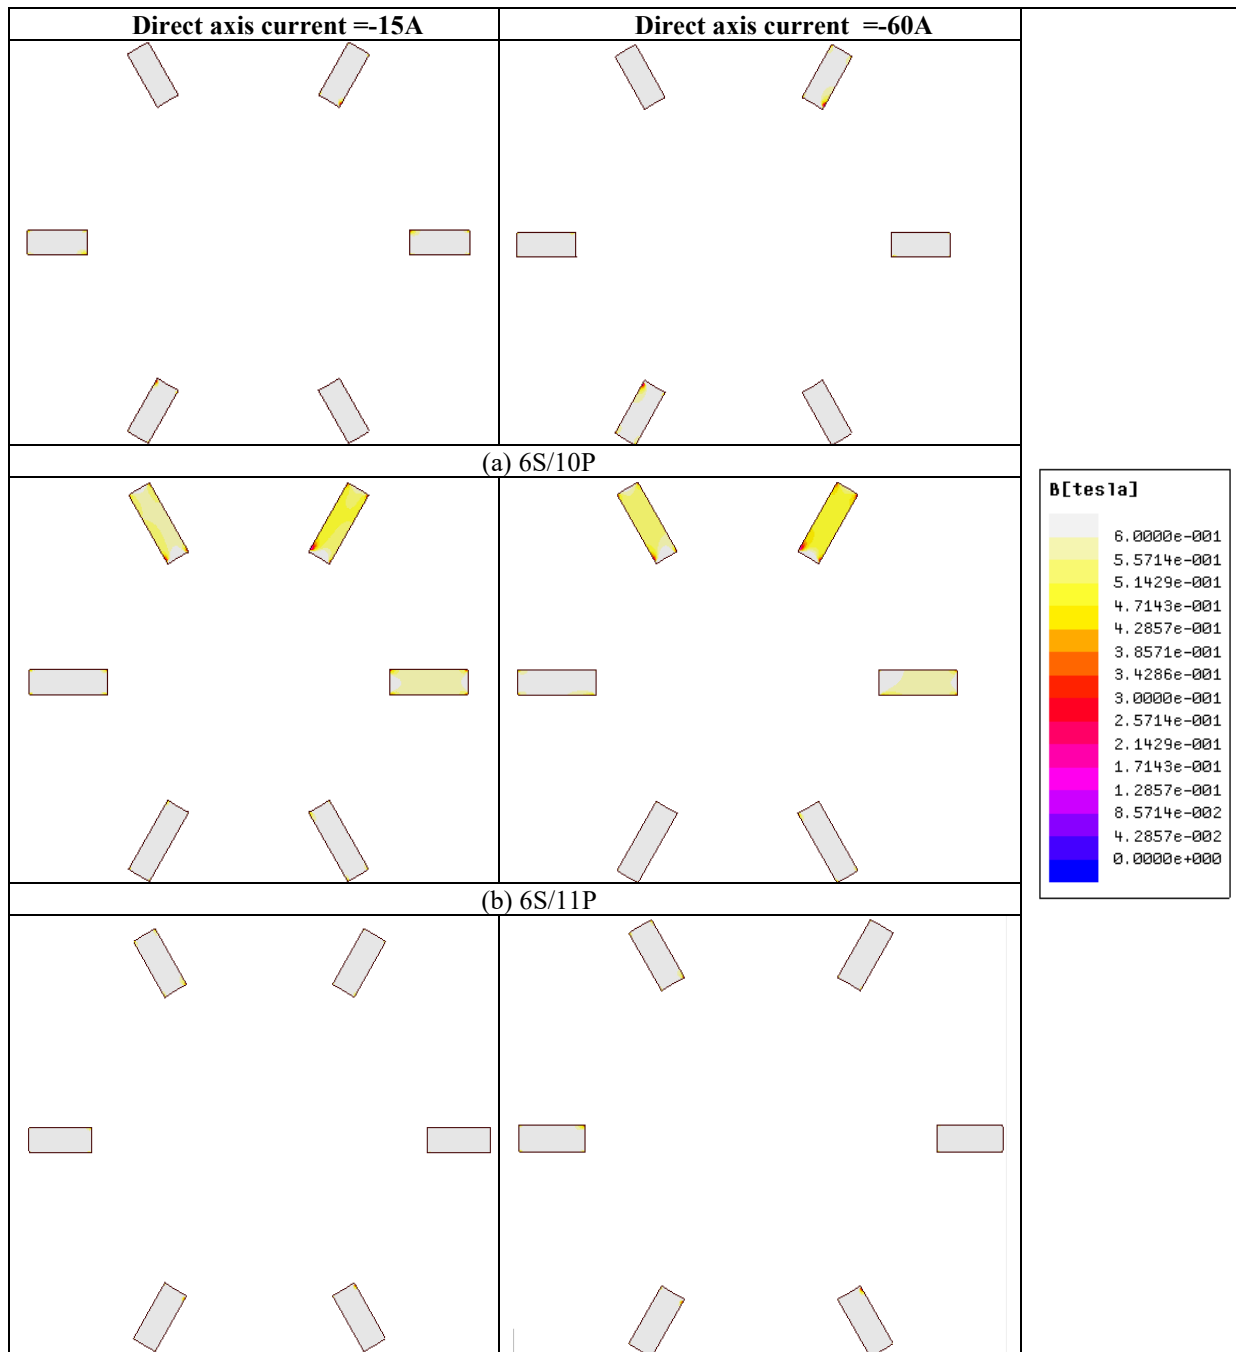 Direct axis current =-15A
Direct axis current =-60A
(a) 6S/10P
(b) 6S/11P
B[tesla]
6.0000e-001
5.5714e-001
5.1429e-001
4.7143e-001
4.2857e-001
3.8571e-001
3.4286e-001
3.0000e-001
2.5714e-001
2.1429e-001
1.7143e-001
1.2857e-001
8.5714e-002
4.2857e-002
0.0000e+000